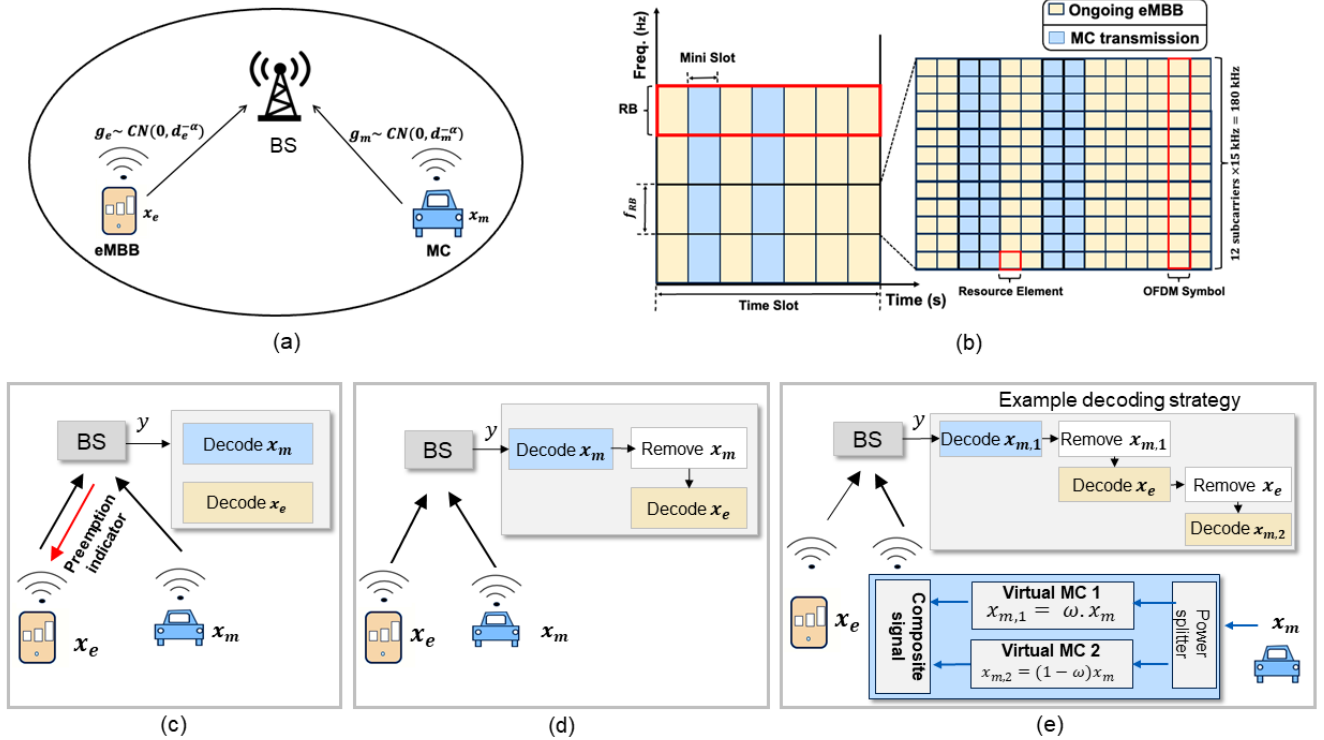 g_e~ CN(0, d_e^{-α})
g_m~ CN(0, d_m^{-α})
BS
x_e
x_m
eMBB
MC
(a)
Ongoing eMBB
MC transmission
Freq. (Hz)
Mini Slot
RB
f_{RB}
12 subcarriers ×15 kHz = 180 kHz
Resource Element
OFDM Symbol
Time Slot
Time (s)
(b)
BS
y
Decode x_m
Decode x_e
Preemption
indicator
x_e
x_m
(c)
BS
y
Decode x_m
Remove x_m
Decode x_e
x_e
x_m
(d)
Example decoding strategy
BS
y
Decode x_{m,1}
Remove x_{m,1}
Decode x_e
Remove x_e
Decode x_{m,2}
x_e
Composite
signal
Virtual MC 1
x_{m,1} = ω. x_m
Virtual MC 2
x_{m,2} = (1 − ω)x_m
Power
splitter
x_m
(e)